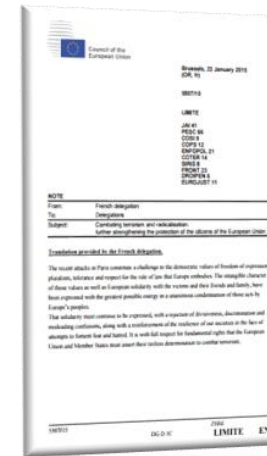 Council of the
European Union
Brussels, 22 January 2015
(OR. fr)
5587/15
LIMITE
JAI 41
PESC 66
COSI 9
COPS 12
ENFOPOL 21
COTER 14
SIRIS 8
FRONT 23
DROIPEN 6
EUROJUST 11
NOTE
From: French delegation
To: Delegations
Subject: Combating terrorism and radicalisation:
further strengthening the protection of the citizens of the European Union
Translation provided by the French delegation.
The recent attacks in Paris constitute a challenge to the democratic values of freedom of expression,
pluralism, tolerance and respect for the rule of law that Europe embodies. The intangible character
of those values as well as European solidarity with the victims and their friends and family, have
been expressed with the greatest possible energy in a unanimous condemnation of those acts by
Europe's peoples.
That solidarity must continue to be expressed, with a rejection of divisiveness, discrimination and
misleading confusions, along with a reinforcement of the resilience of our societies in the face of
attempts to foment fear and hatred. It is with full respect for fundamental rights that the European
Union and Member States must assert their tireless determination to combat terrorism.
5587/15
DG D 1C
LIMITE